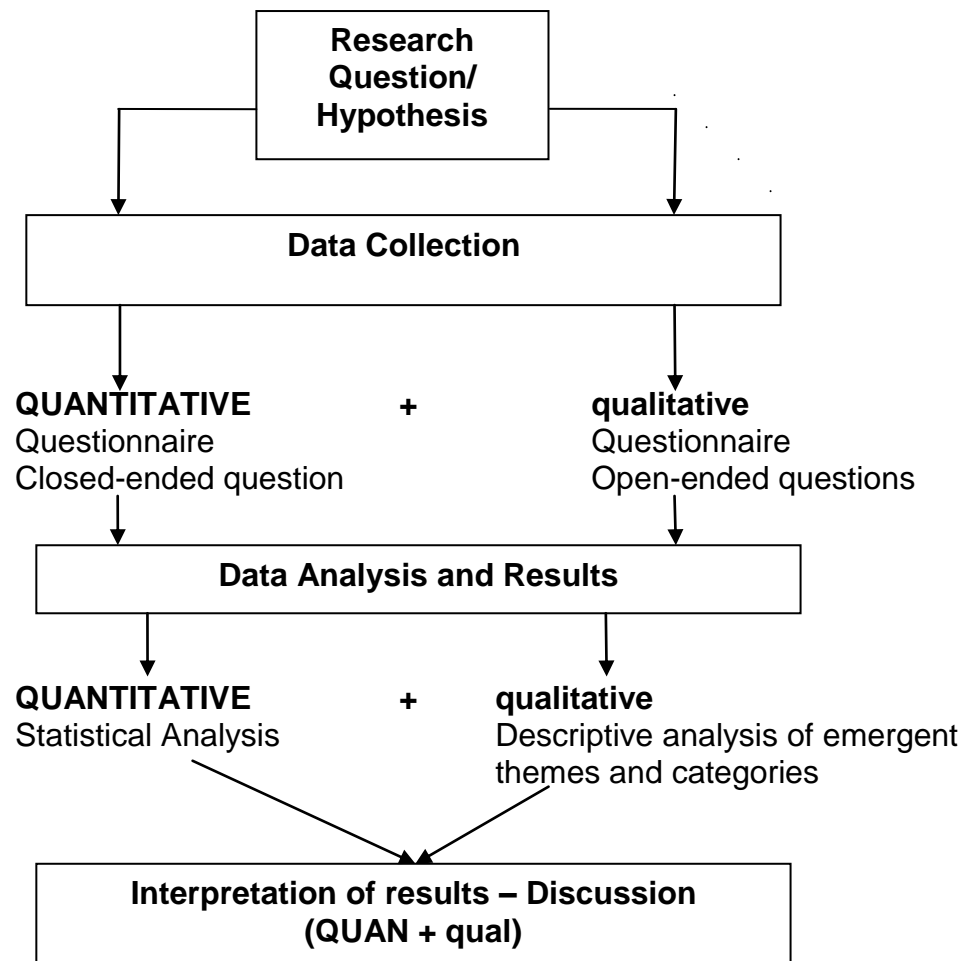 Research
Question/
Hypothesis
Data Collection
QUANTITATIVE + qualitative
Questionnaire Questionnaire
Closed-ended question Open-ended questions
Data Analysis and Results
QUANTITATIVE + qualitative
Statistical Analysis Descriptive analysis of emergent
themes and categories
Interpretation of results – Discussion
(QUAN + qual)